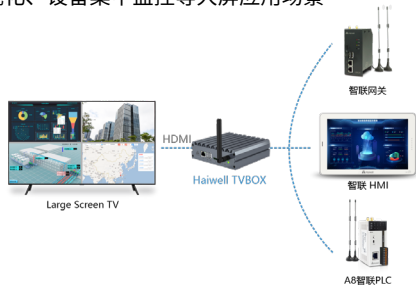 化、设备集中监控等大屏应用场景
智联网关
HDMI
Haiwell TVBOX
智联 HMI
Large Screen TV
A8智联PLC